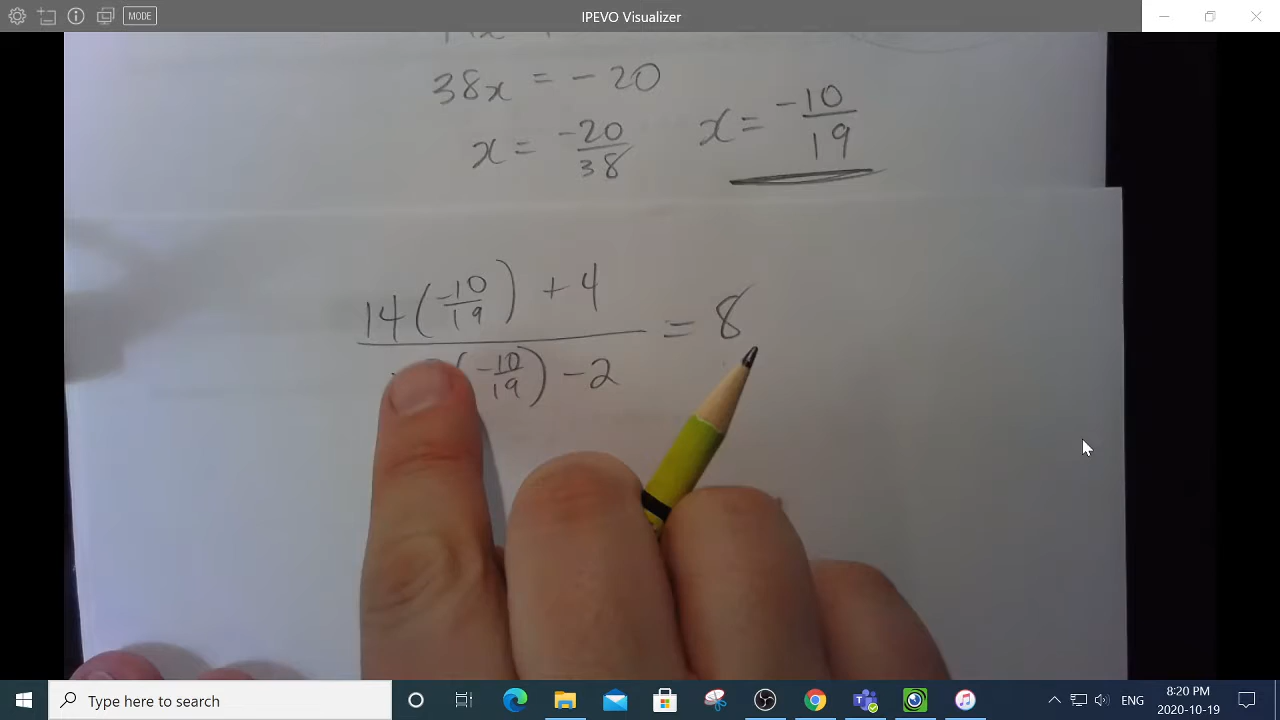 IPEVO Visualizer
MODE
38x = -20
x = -20/38
x = -10/19
14(-10/19) + 4
= 8
(-10/19) - 2
Type here to search
ENG
8:20 PM
2020-10-19